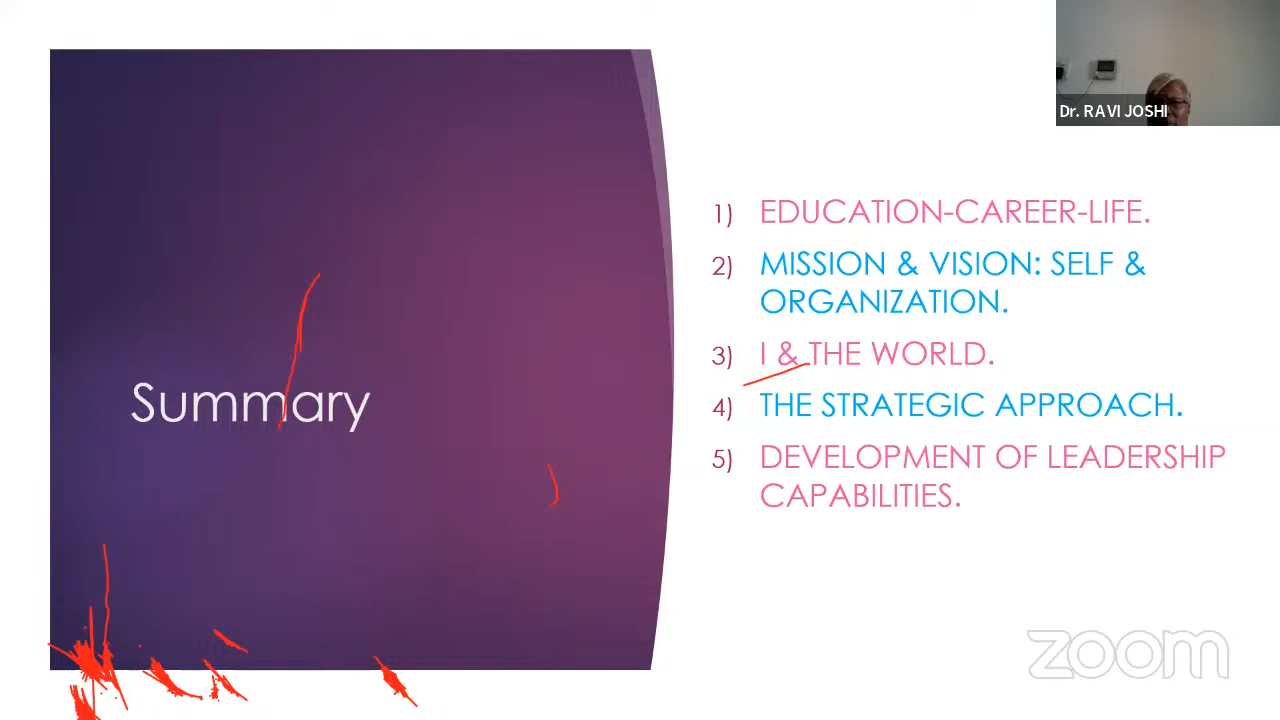 Dr. RAVI JOSHI
Summary
1) EDUCATION-CAREER-LIFE.
2) MISSION & VISION: SELF &
ORGANIZATION.
3) I & THE WORLD.
4) THE STRATEGIC APPROACH.
5) DEVELOPMENT OF LEADERSHIP
CAPABILITIES.
zoom